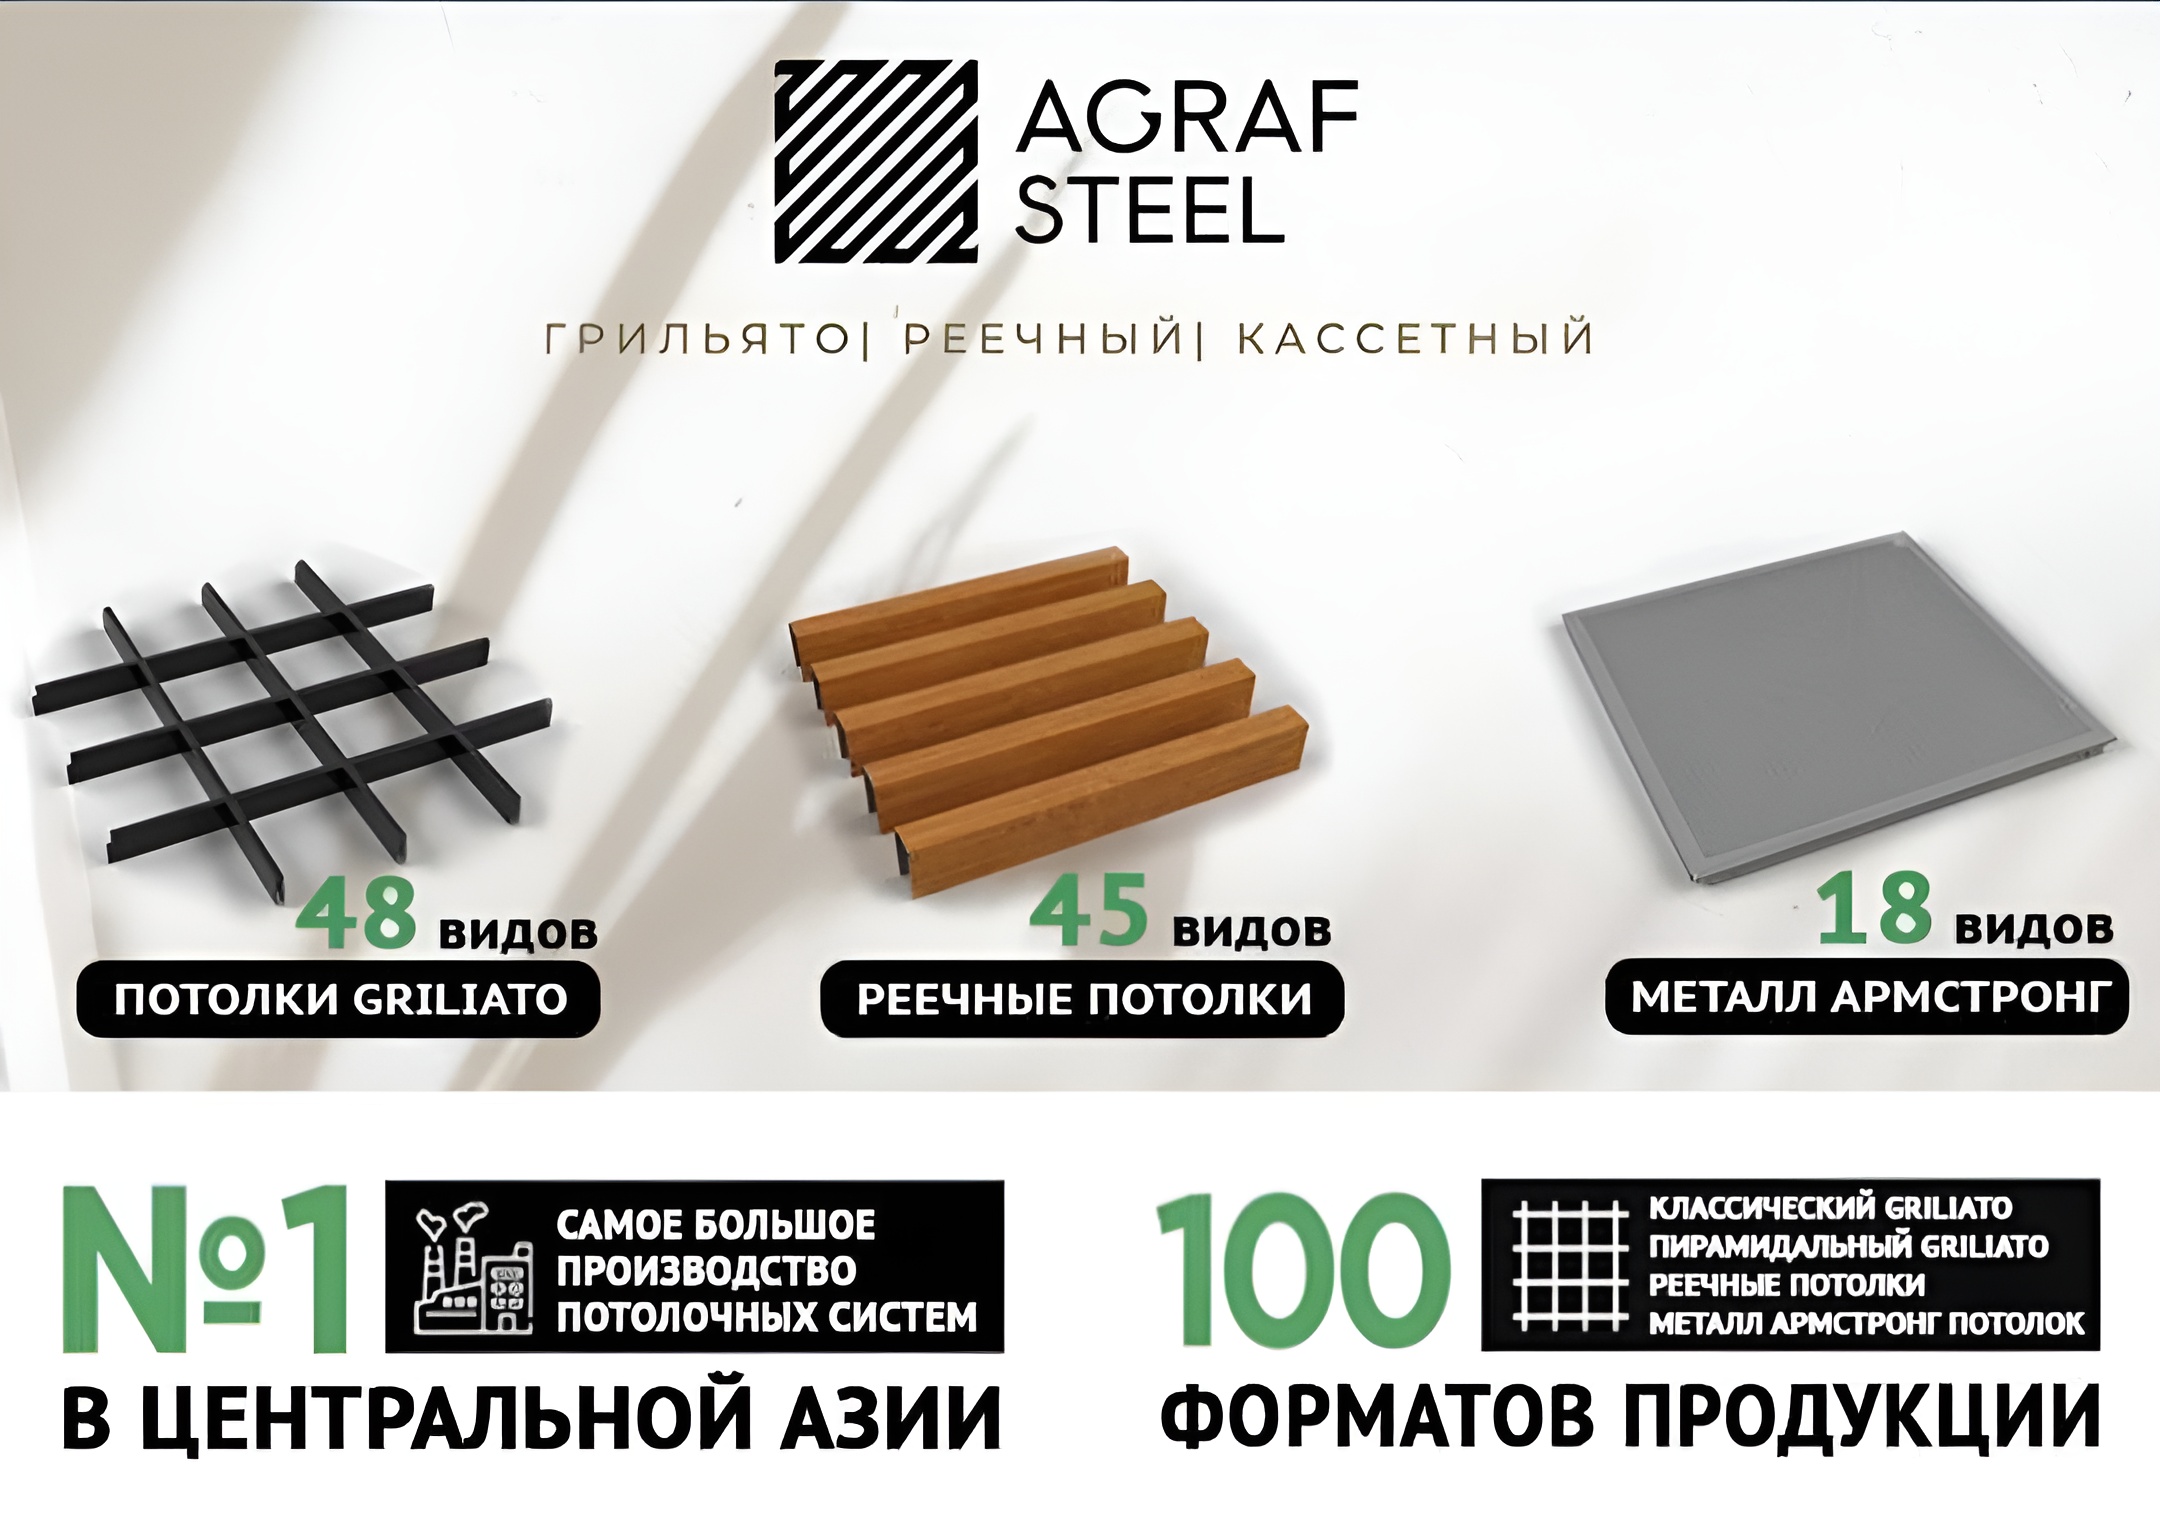 AGRAF
STEEL
ГРИЛЬЯТО| РЕЕЧНЫЙ| КАССЕТНЫЙ
48 видов
ПОТОЛКИ GRILIATO
45 видов
РЕЕЧНЫЕ ПОТОЛКИ
18 видов
МЕТАЛЛ АРМСТРОНГ
№1
САМОЕ БОЛЬШОЕ
ПРОИЗВОДСТВО
ПОТОЛОЧНЫХ СИСТЕМ
В ЦЕНТРАЛЬНОЙ АЗИИ
100
КЛАССИЧЕСКИЙ GRILIATO
ПИРАМИДАЛЬНЫЙ GRILIATO
РЕЕЧНЫЕ ПОТОЛКИ
МЕТАЛЛ АРМСТРОНГ ПОТОЛОК
ФОРМАТОВ ПРОДУКЦИИ